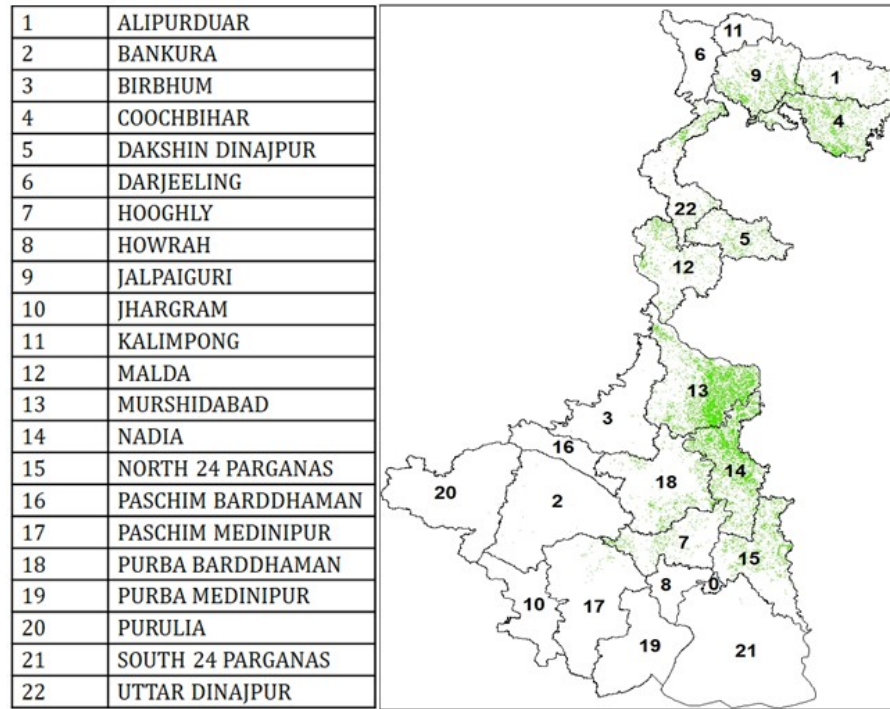 1 ALIPURDUAR
2 BANKURA
3 BIRBHUM
4 COOCHBIHAR
5 DAKSHIN DINAJPUR
6 DARJEELING
7 HOOGHLY
8 HOWRAH
9 JALPAIGURI
10 JHARGRAM
11 KALIMPONG
12 MALDA
13 MURSHIDABAD
14 NADIA
15 NORTH 24 PARGANAS
16 PASCHIM BARDDHAMAN
17 PASCHIM MEDINIPUR
18 PURBA BARDDHAMAN
19 PURBA MEDINIPUR
20 PURULIA
21 SOUTH 24 PARGANAS
22 UTTAR DINAJPUR
11
6
9
1
4
22
5
12
13
3
16
14
20
2
18
7
15
8
0
10
17
19
21